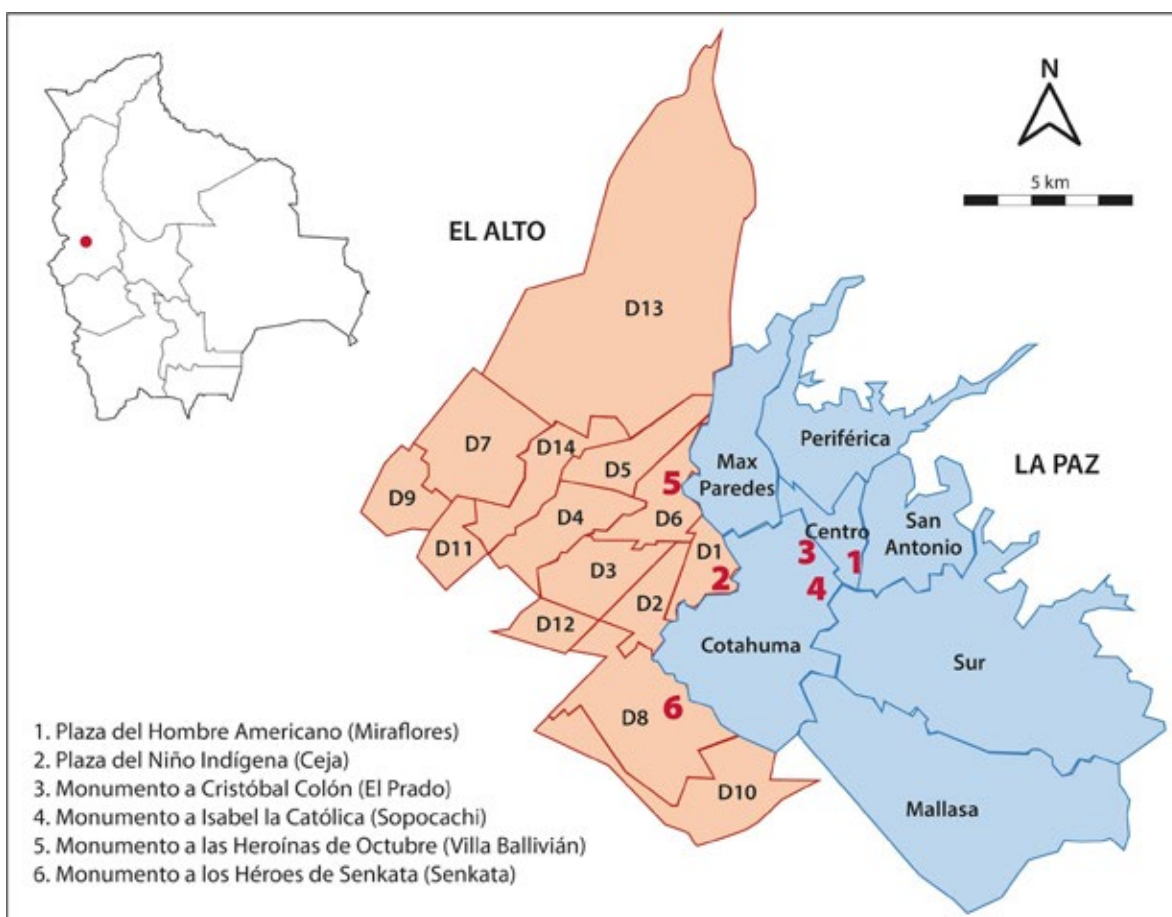 N
5 km
EL ALTO
D13
Periférica
D7
D14
Max
Paredes
LA PAZ
D5
5
D9
D4
D6
Centro
San
Antonio
D11
D1
3
1
D3
2
4
D2
D12
Cotahuma
Sur
6
D8
1. Plaza del Hombre Americano (Miraflores)
2. Plaza del Niño Indígena (Ceja)
3. Monumento a Cristóbal Colón (El Prado)
4. Monumento a Isabel la Católica (Sopocachi)
5. Monumento a las Heroínas de Octubre (Villa Ballivián)
6. Monumento a los Héroes de Senkata (Senkata)
D10
Mallasa